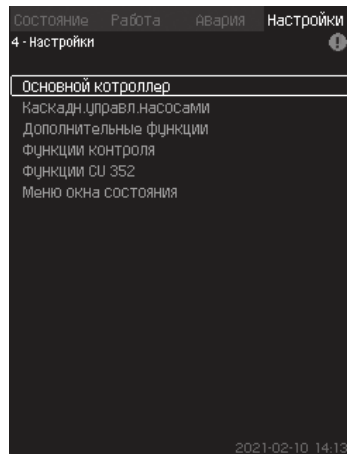 Состояние Работа Авария Настройки
4 - Настройки
Основной котроллер
Каскадн.управл.насосами
Дополнительные функции
Функции контроля
Функции CU 352
Меню окна состояния
2021-02-10 14:13